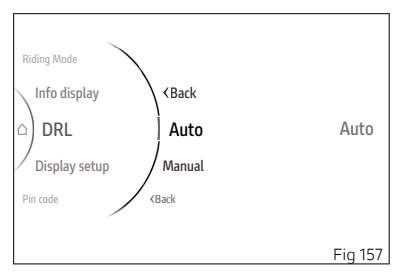 Riding Mode
Info display
‹Back
DRL
Auto
Auto
Display setup
Manual
Pin code
‹Back
Fig 157